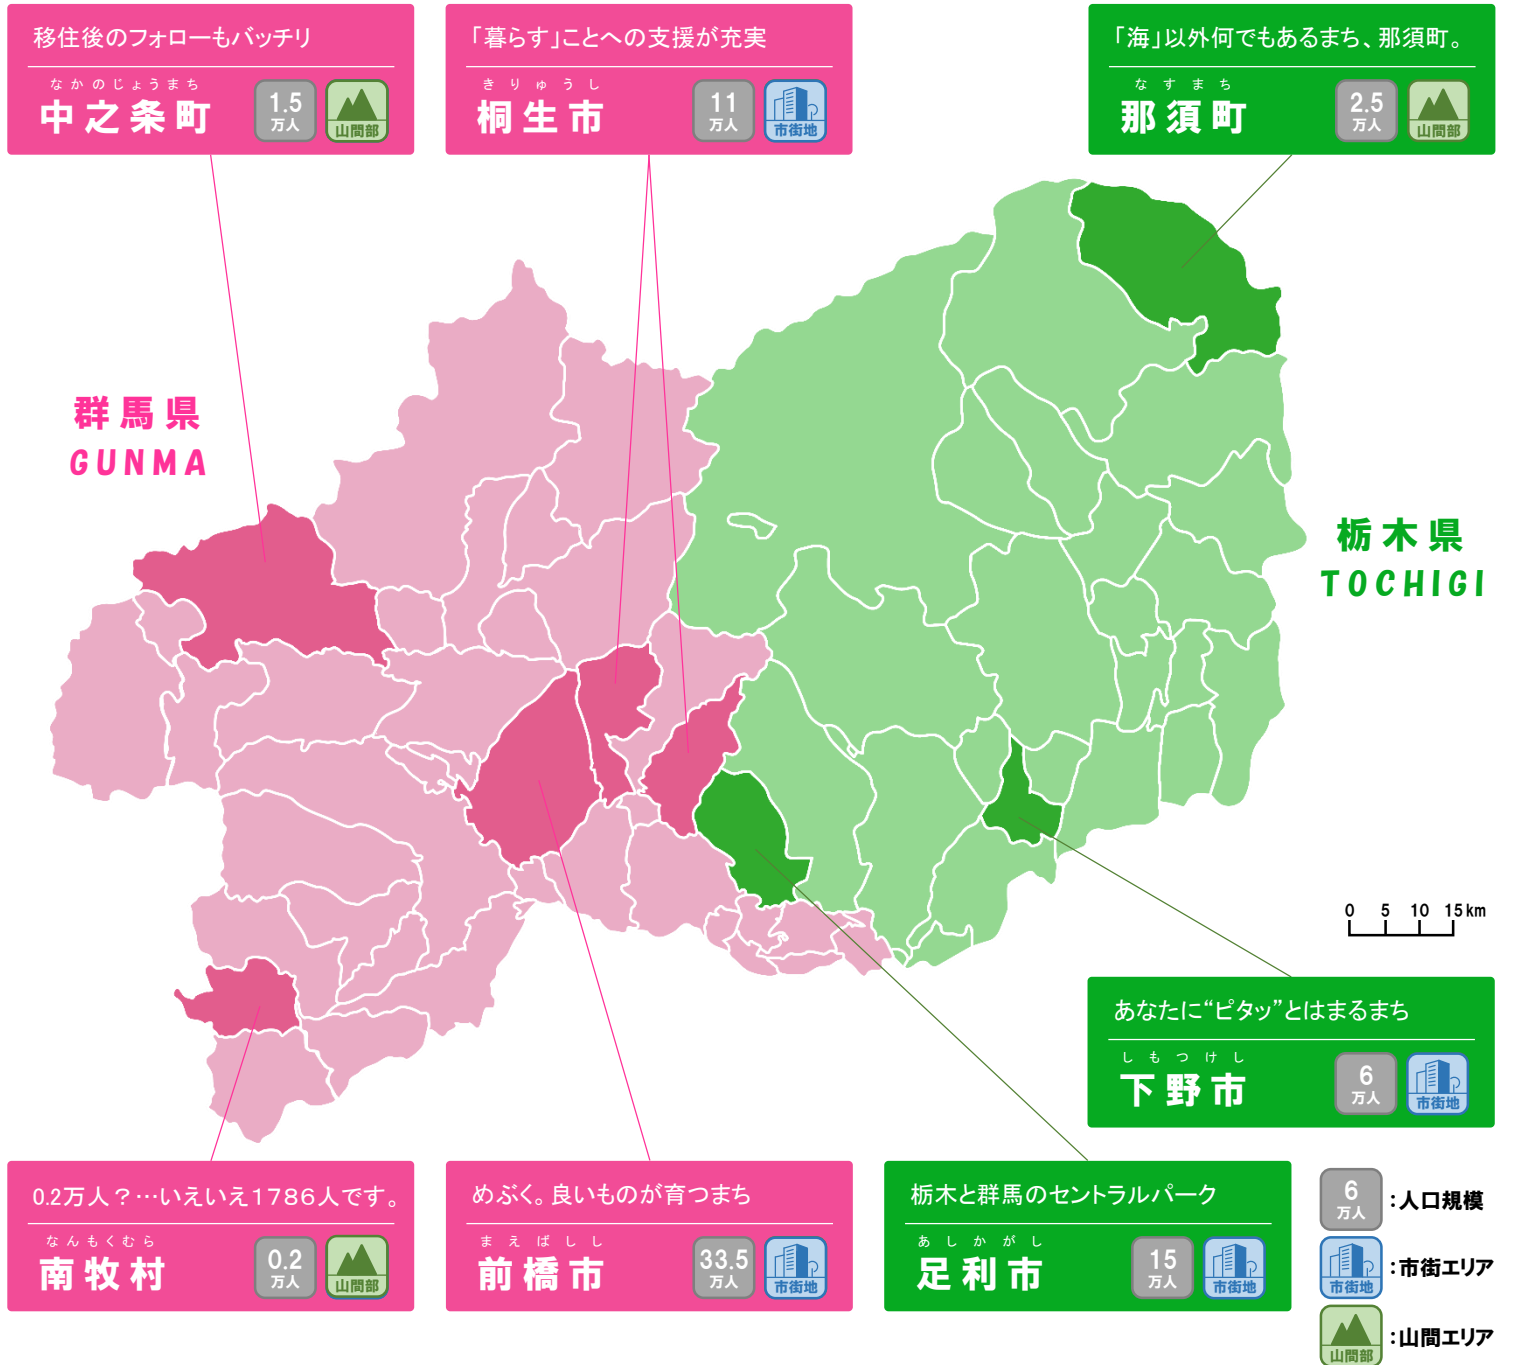 移住後のフォローもバッチリ
なかのじょうまち
中之条町
1.5
万人
山間部
「暮らす」ことへの支援が充実
きりゅうし
桐生市
11
万人
市街地
「海」以外何でもあるまち、那須町。
なすまち
那須町
2.5
万人
山間部
群馬県
GUNMA
栃木県
TOCHIGI
0 5 10 15km
あなたに“ピタッ”とはまるまち
しもつけし
下野市
6
万人
市街地
0.2万人？…いえいえ1786人です。
なんもくむら
南牧村
0.2
万人
山間部
めぶく。良いものが育つまち
まえばしし
前橋市
33.5
万人
市街地
栃木と群馬のセントラルパーク
あしかがし
足利市
15
万人
市街地
6
万人
:人口規模
市街地
:市街エリア
山間部
:山間エリア